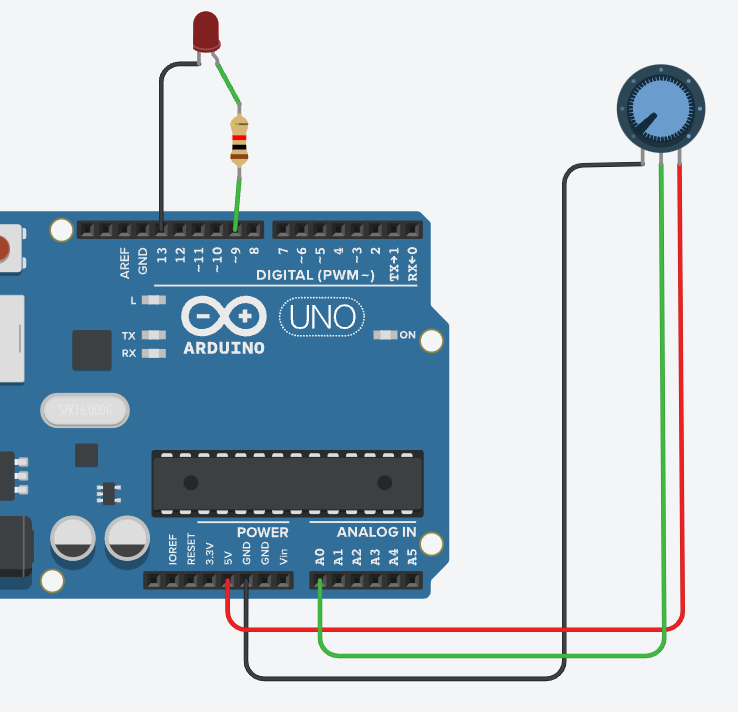 AREF
GND
13
12
~11
~10
~9
8
7
~6
~5
4
~3
2
TX→1
RX←0
DIGITAL (PWM~)
L
TX
RX
UNO
ON
ARDUINO
SPK16.000G
POWER
ANALOG IN
IOREF
RESET
3.3V
5V
GND
GND
Vin
A0
A1
A2
A3
A4
A5